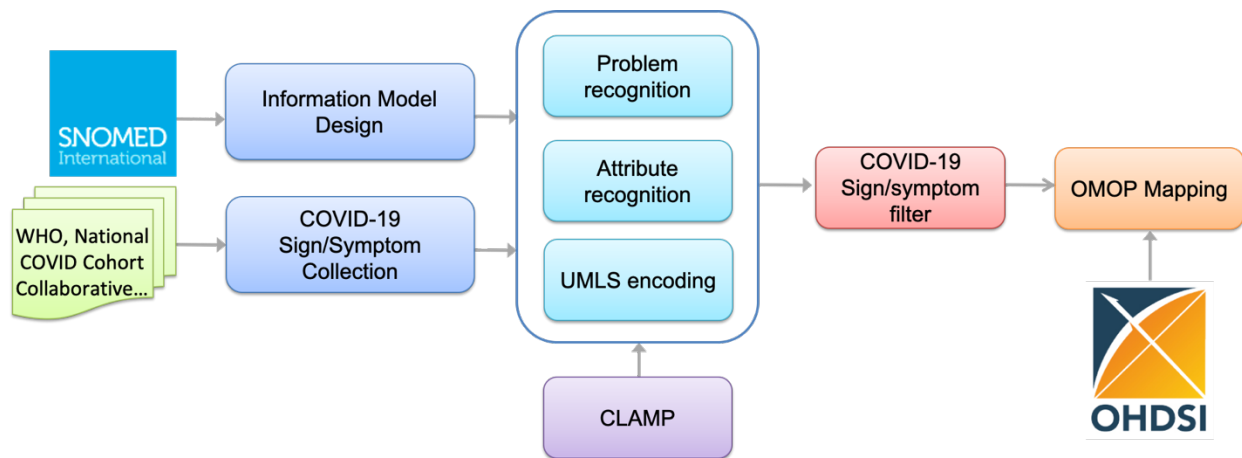 SNOMED
International
Information Model
Design
WHO, National
COVID Cohort
Collaborative...
COVID-19
Sign/Symptom
Collection
Problem
recognition
Attribute
recognition
UMLS encoding
CLAMP
COVID-19
Sign/symptom
filter
OMOP Mapping
OHDSI